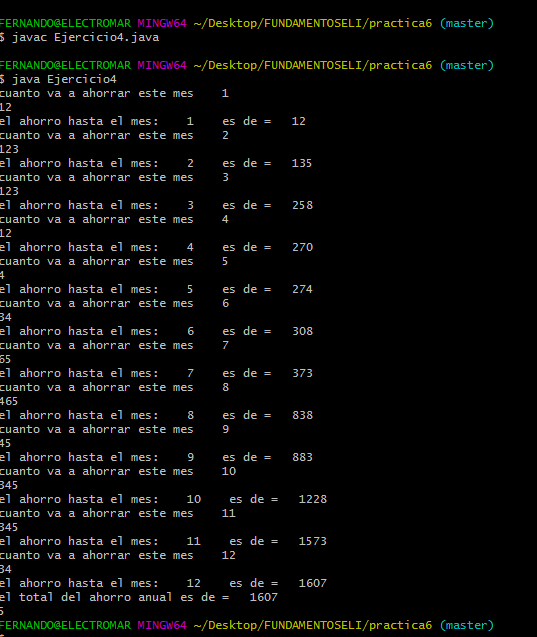 FERNANDO@ELECTROMAR MINGW64 ~/Desktop/FUNDAMENTOSELI/practica6 (master)
$ javac Ejercicio4.java
FERNANDO@ELECTROMAR MINGW64 ~/Desktop/FUNDAMENTOSELI/practica6 (master)
$ java Ejercicio4
cuanto va a ahorrar este mes    1
12
el ahorro hasta el mes:    1    es de =   12
cuanto va a ahorrar este mes    2
123
el ahorro hasta el mes:    2    es de =   135
cuanto va a ahorrar este mes    3
123
el ahorro hasta el mes:    3    es de =   258
cuanto va a ahorrar este mes    4
12
el ahorro hasta el mes:    4    es de =   270
cuanto va a ahorrar este mes    5
4
el ahorro hasta el mes:    5    es de =   274
cuanto va a ahorrar este mes    6
34
el ahorro hasta el mes:    6    es de =   308
cuanto va a ahorrar este mes    7
65
el ahorro hasta el mes:    7    es de =   373
cuanto va a ahorrar este mes    8
465
el ahorro hasta el mes:    8    es de =   838
cuanto va a ahorrar este mes    9
45
el ahorro hasta el mes:    9    es de =   883
cuanto va a ahorrar este mes    10
345
el ahorro hasta el mes:    10    es de =   1228
cuanto va a ahorrar este mes    11
345
el ahorro hasta el mes:    11    es de =   1573
cuanto va a ahorrar este mes    12
34
el ahorro hasta el mes:    12    es de =   1607
el total del ahorro anual es de =   1607
5
FERNANDO@ELECTROMAR MINGW64 ~/Desktop/FUNDAMENTOSELI/practica6 (master)